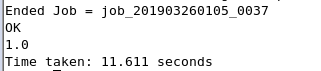 Ended Job = job_201903260105_0037
OK
1.0
Time taken: 11.611 seconds